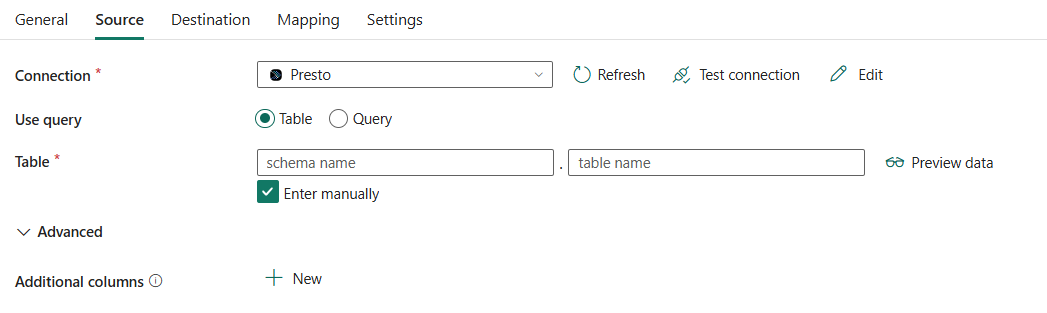 General Source Destination Mapping Settings
Connection * Presto Refresh Test connection Edit
Use query Table Query
Table * schema name . table name Preview data
Enter manually
Advanced
Additional columns New